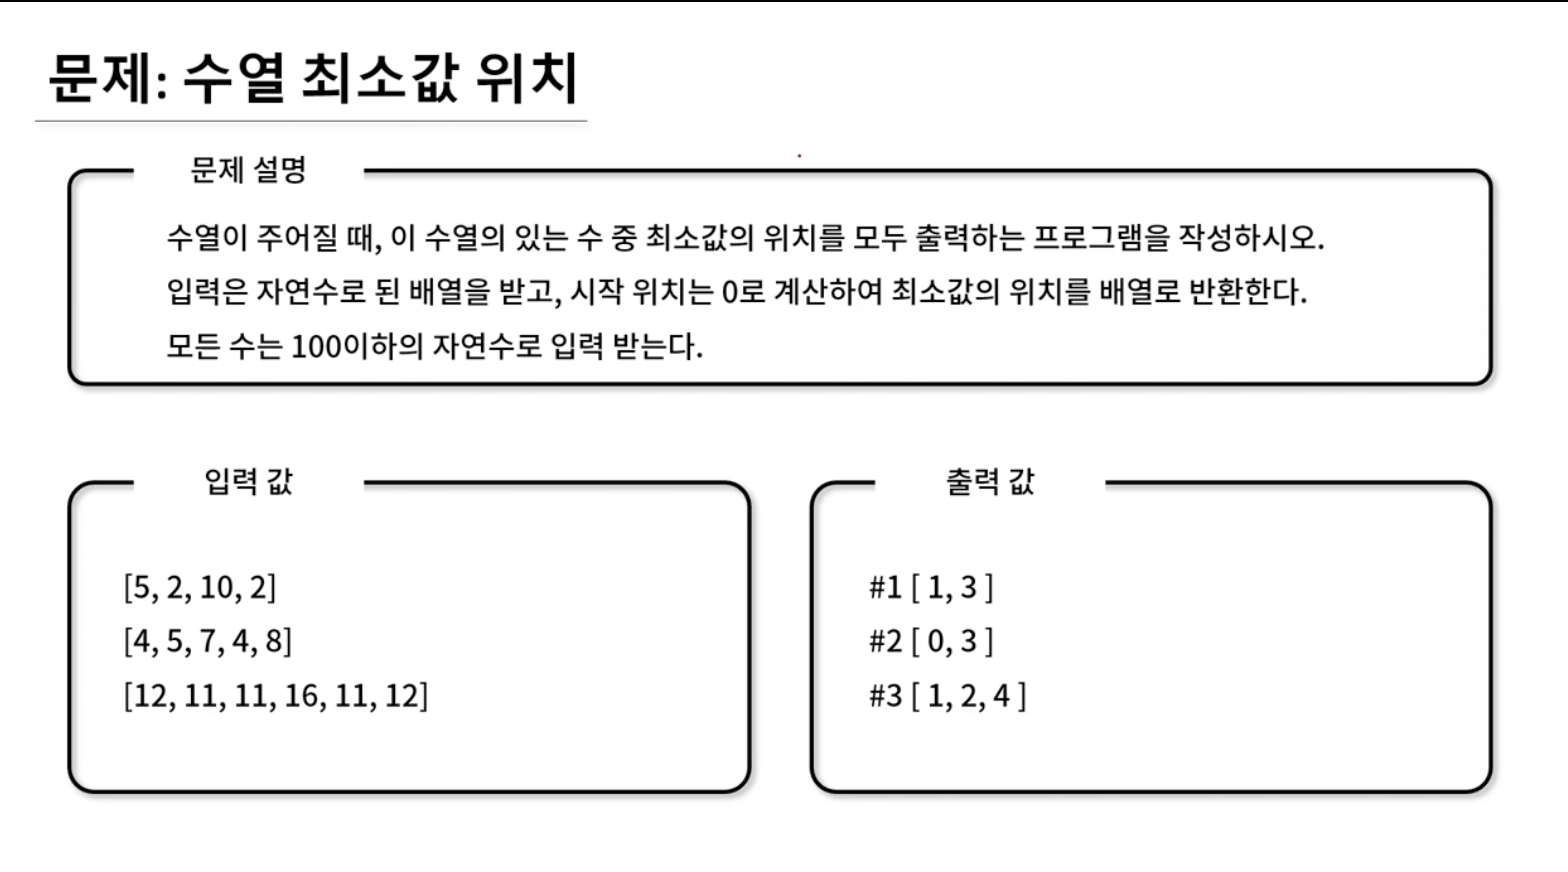 문제: 수열 최소값 위치
문제 설명
수열이 주어질 때, 이 수열의 있는 수 중 최소값의 위치를 모두 출력하는 프로그램을 작성하시오.
입력은 자연수로 된 배열을 받고, 시작 위치는 0로 계산하여 최소값의 위치를 배열로 반환한다.
모든 수는 100이하의 자연수로 입력 받는다.
입력 값
[5, 2, 10, 2]
[4, 5, 7, 4, 8]
[12, 11, 11, 16, 11, 12]
출력 값
#1 [ 1, 3 ]
#2 [ 0, 3 ]
#3 [ 1, 2, 4 ]